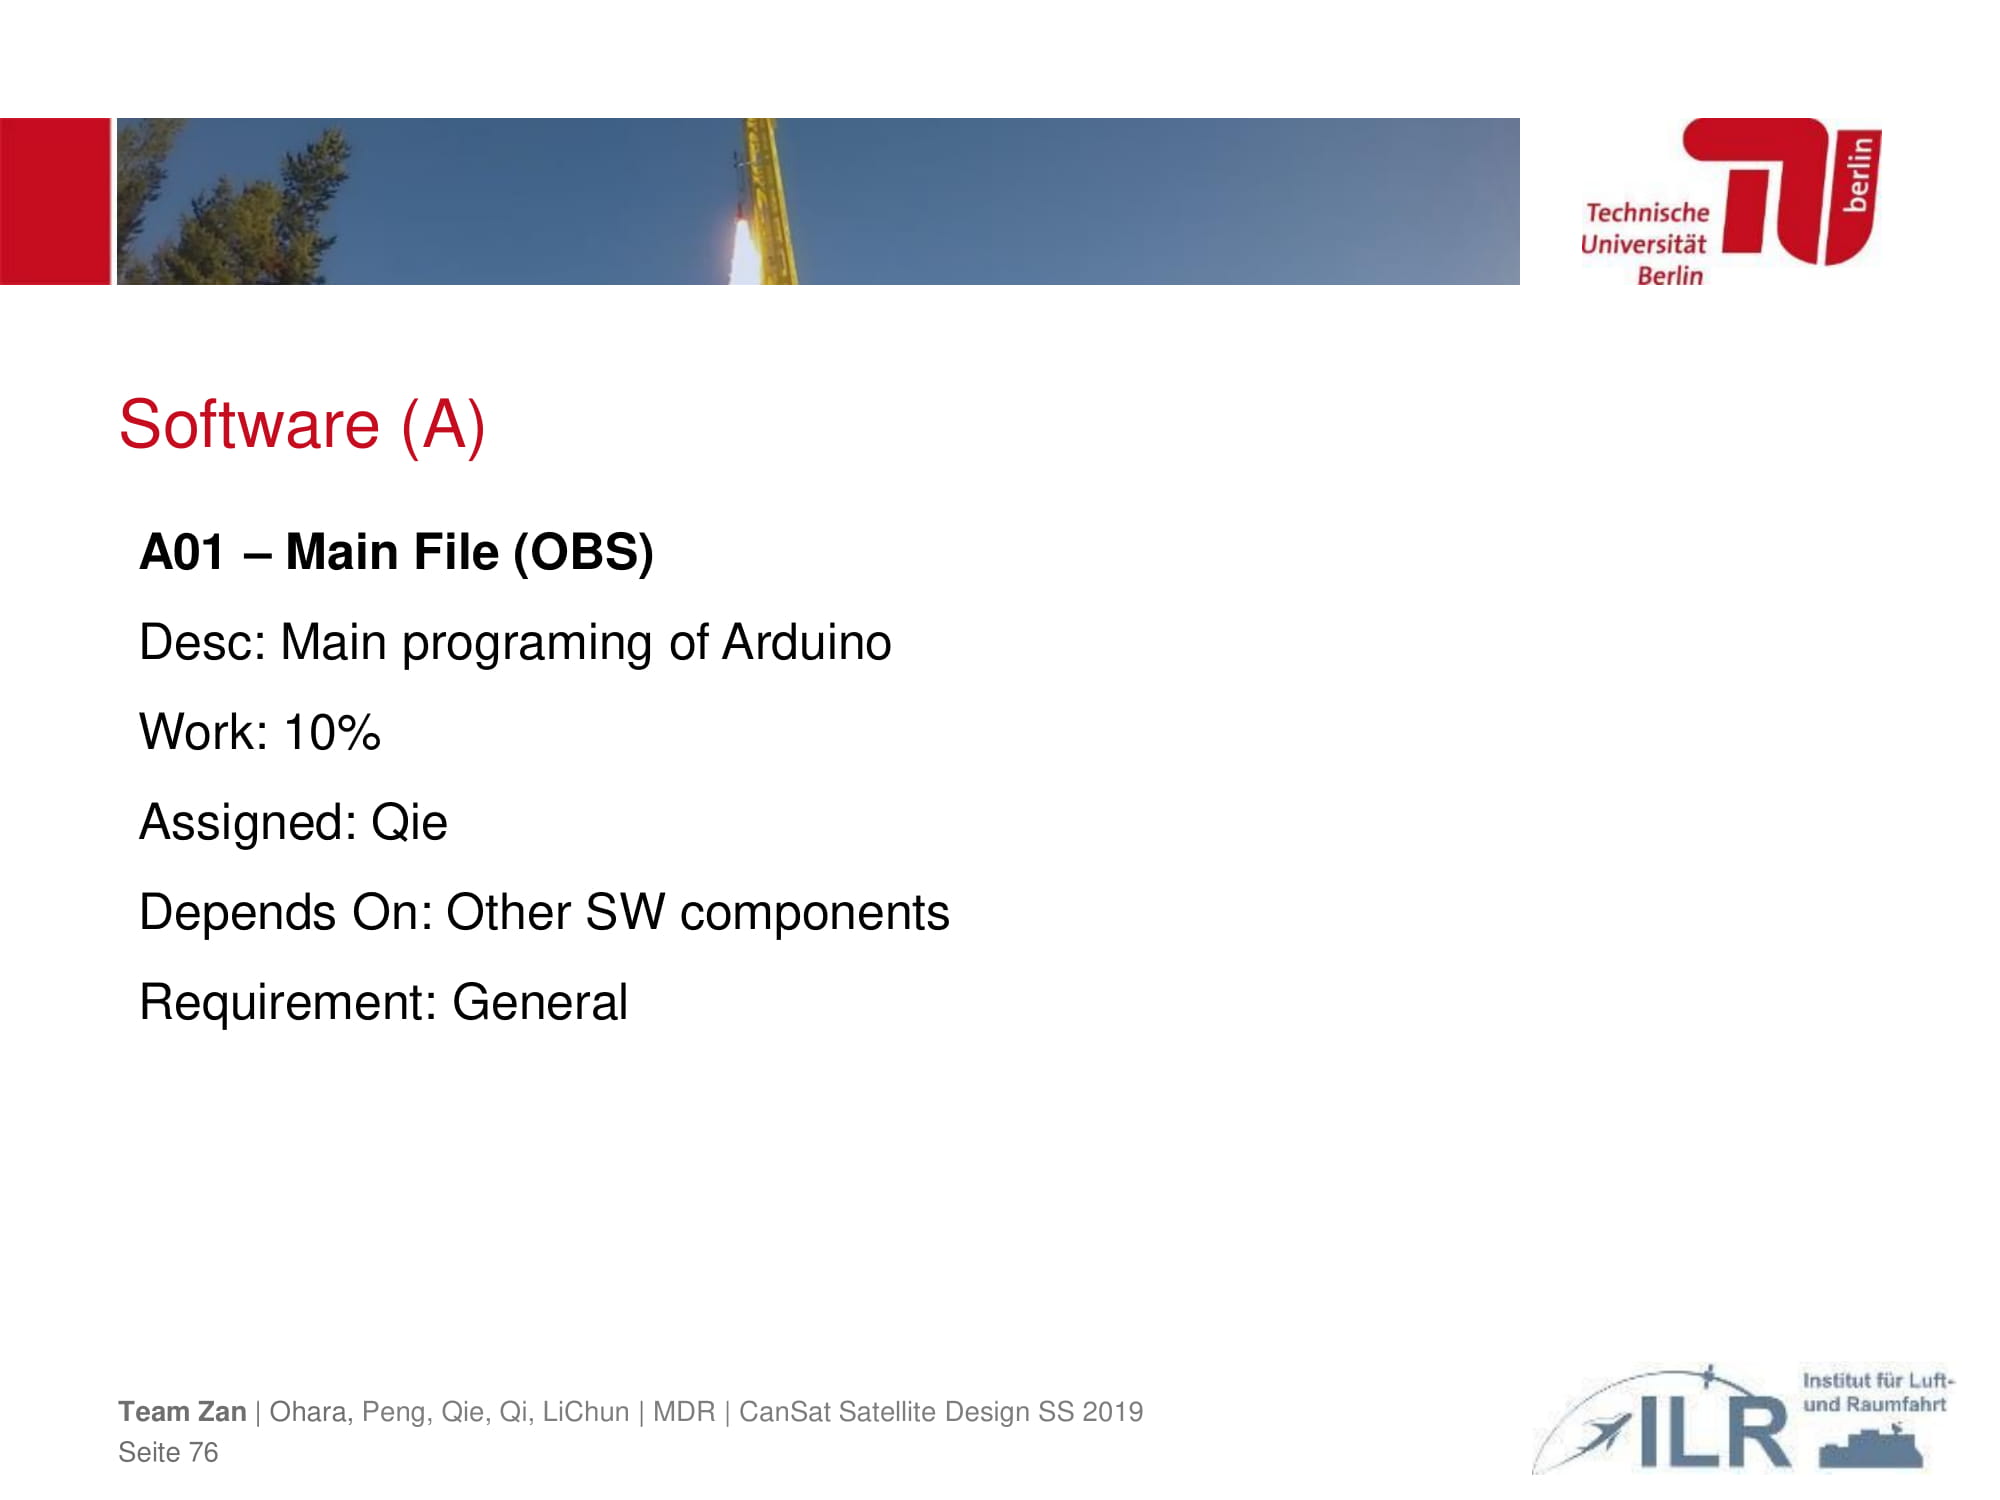 Technische
Universität
Berlin
berlin
Software (A)
A01 – Main File (OBS)
Desc: Main programing of Arduino
Work: 10%
Assigned: Qie
Depends On: Other SW components
Requirement: General
Team Zan | Ohara, Peng, Qie, Qi, LiChun | MDR | CanSat Satellite Design SS 2019
Seite 76
ILR
Institut für Luft-
und Raumfahrt